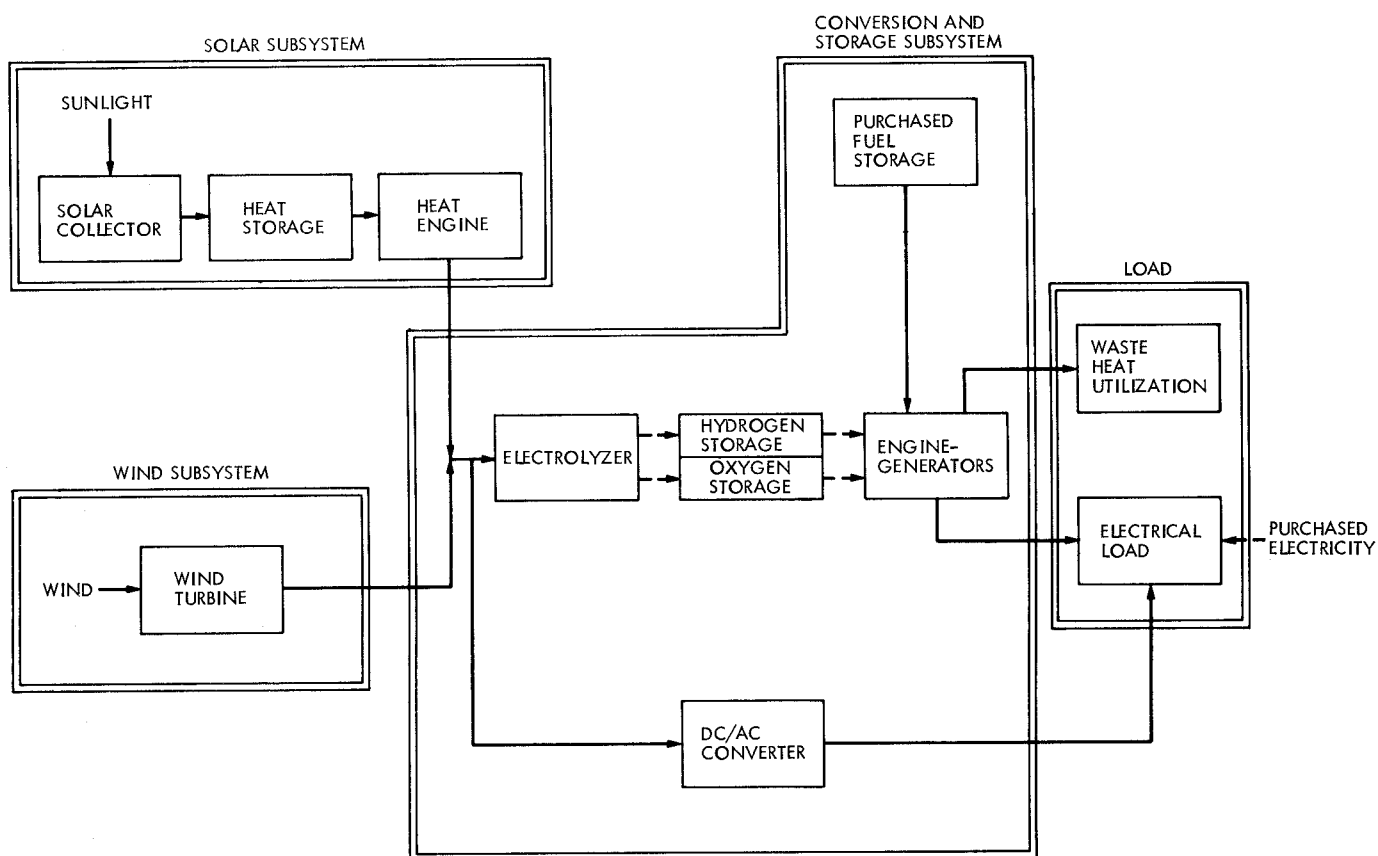 CONVERSION AND
STORAGE SUBSYSTEM
SOLAR SUBSYSTEM
SUNLIGHT
SOLAR
COLLECTOR
HEAT
STORAGE
HEAT
ENGINE
PURCHASED
FUEL
STORAGE
LOAD
WASTE
HEAT
UTILIZATION
ELECTROLYZER
HYDROGEN
STORAGE
OXYGEN
STORAGE
ENGINE-
GENERATORS
WIND SUBSYSTEM
WIND
WIND
TURBINE
ELECTRICAL
LOAD
PURCHASED
ELECTRICITY
DC/AC
CONVERTER